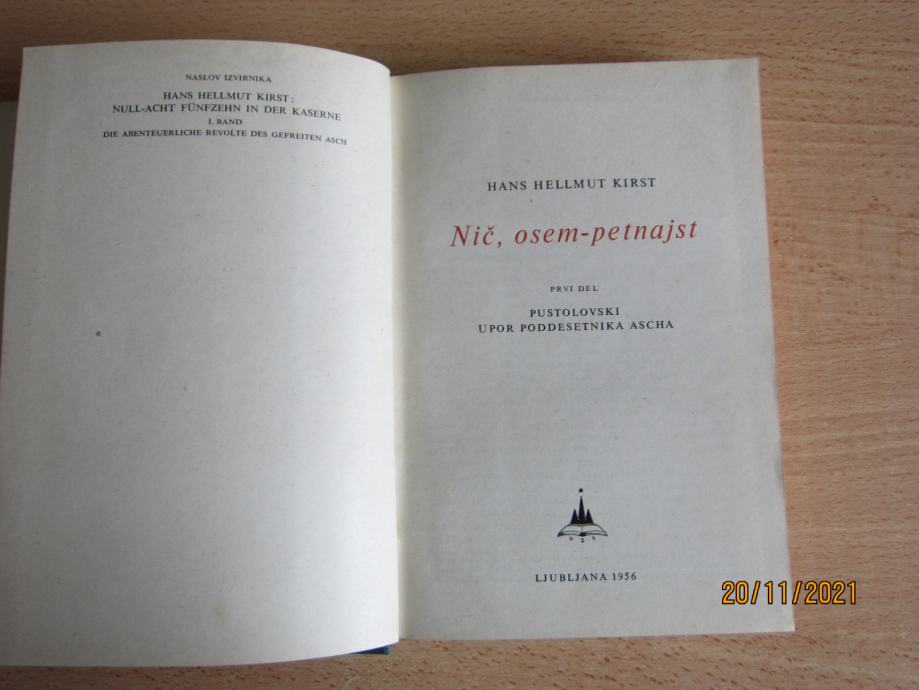 NASLOV IZVIRNIKA
HANS HELLMUT KIRST:
NULL-ACHT FÜNFZEHN IN DER KASERNE
I. BAND
DIE ABENTEUERLICHE REVOLTE DES GEFREITEN ASCH
HANS HELLMUT KIRST
Nič, osem-petnajst
PRVI DEL
PUSTOLOVSKI
UPOR PODDESETNIKA ASCHA
LJUBLJANA 1956
20/11/2021